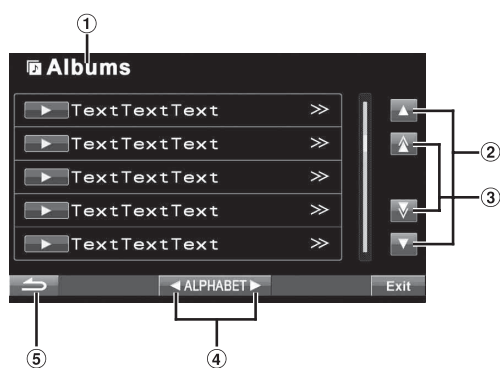 ①
Albums
TextTextText
TextTextText
TextTextText
TextTextText
TextTextText
②
③
◄ ALPHABET ► Exit
⑤ ④